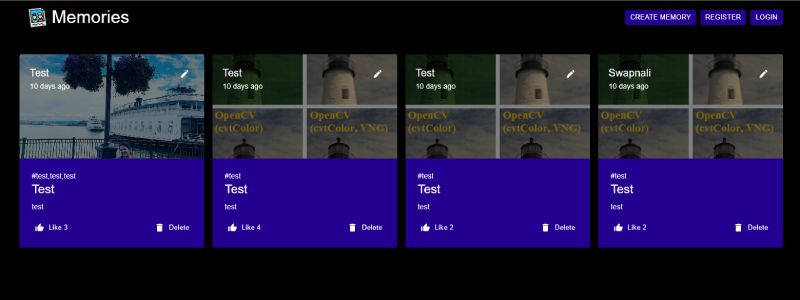 Memories
CREATE MEMORY REGISTER LOGIN
Test
10 days ago
#test,test,test
Test
test
Like 3 Delete
Test
10 days ago
OpenCV OpenCV
(cvtColor) (cvtColor, VNG)
#test
Test
test
Like 4 Delete
Test
10 days ago
OpenCV OpenCV
(cvtColor) (cvtColor, VNG)
#test
Test
test
Like 2 Delete
Swapnali
10 days ago
OpenCV OpenCV
(cvtColor) (cvtColor, VNG)
#test
Test
test
Like 2 Delete